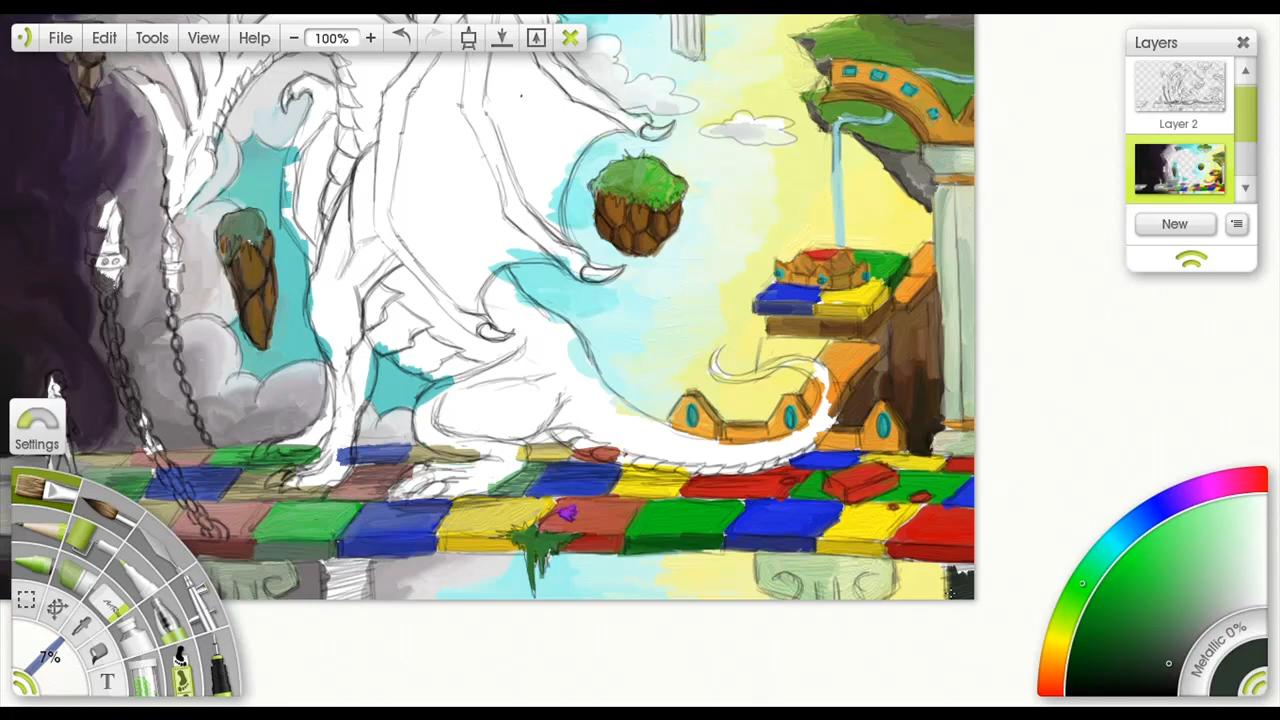 File Edit Tools View Help − 100% +
Layers
Layer 2
New
Settings
7%
T
Metallic 0%